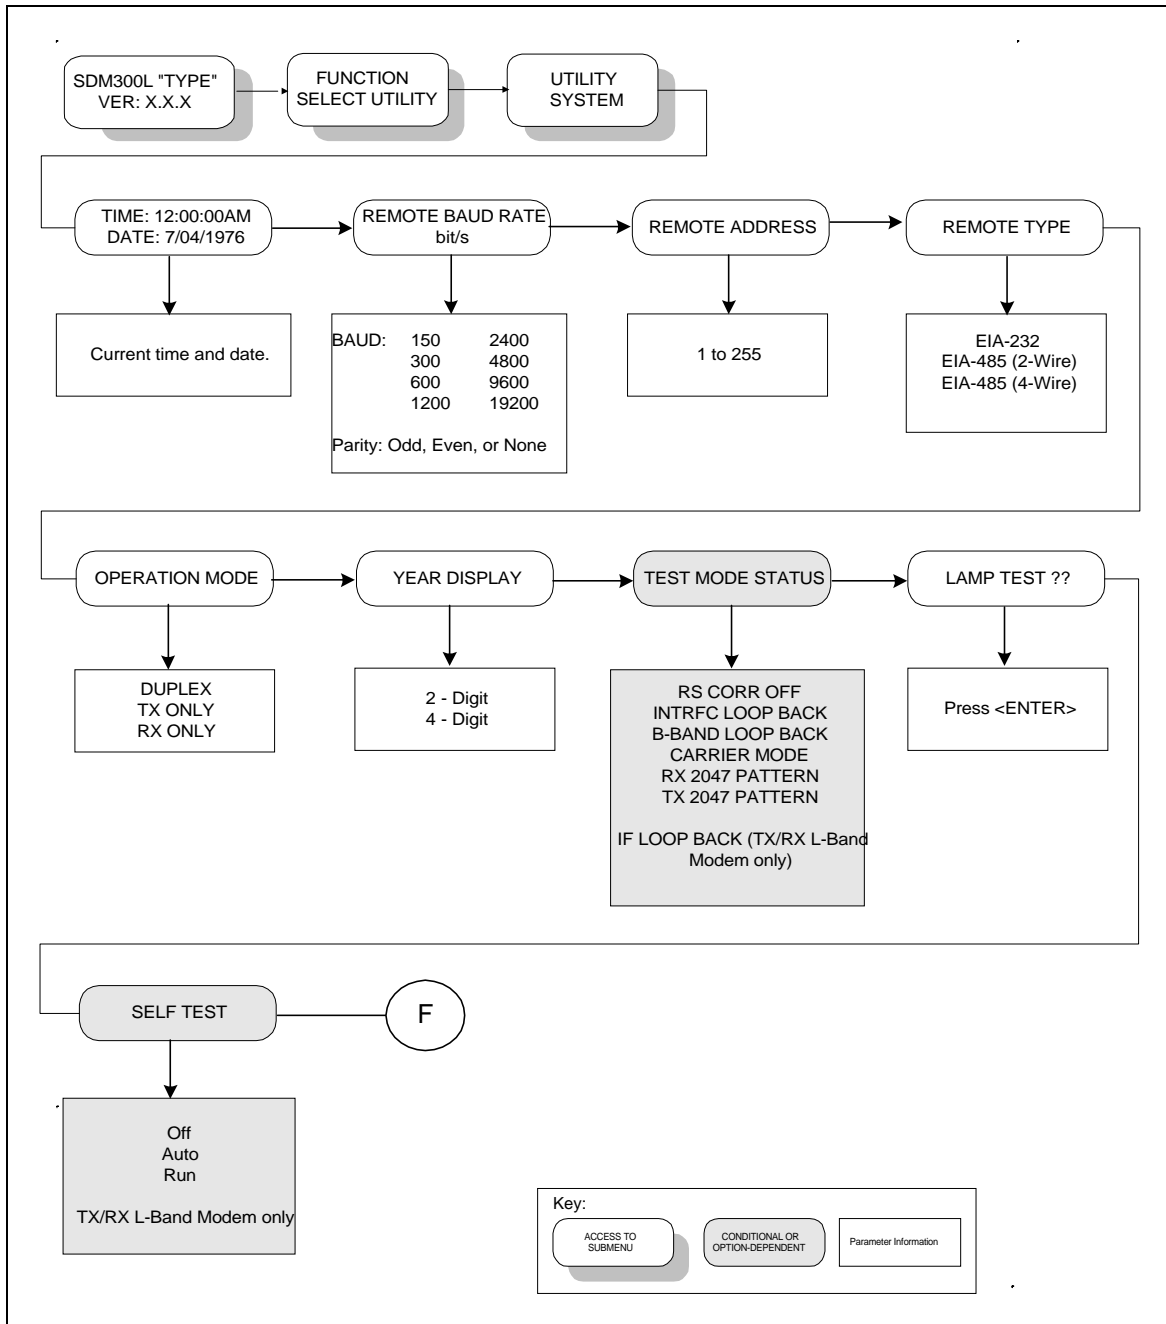 SDM300L "TYPE"
VER: X.X.X
FUNCTION
SELECT UTILITY
UTILITY
SYSTEM
TIME: 12:00:00AM
DATE: 7/04/1976
REMOTE BAUD RATE
bit/s
REMOTE ADDRESS
REMOTE TYPE
Current time and date.
BAUD: 150 2400
300 4800
600 9600
1200 19200
Parity: Odd, Even, or None
1 to 255
EIA-232
EIA-485 (2-Wire)
EIA-485 (4-Wire)
OPERATION MODE
YEAR DISPLAY
TEST MODE STATUS
LAMP TEST ??
DUPLEX
TX ONLY
RX ONLY
2 - Digit
4 - Digit
RS CORR OFF
INTRFC LOOP BACK
B-BAND LOOP BACK
CARRIER MODE
RX 2047 PATTERN
TX 2047 PATTERN
IF LOOP BACK (TX/RX L-Band
Modem only)
Press <ENTER>
SELF TEST
F
Off
Auto
Run
TX/RX L-Band Modem only
Key:
ACCESS TO
SUBMENU
CONDITIONAL OR
OPTION-DEPENDENT
Parameter Information